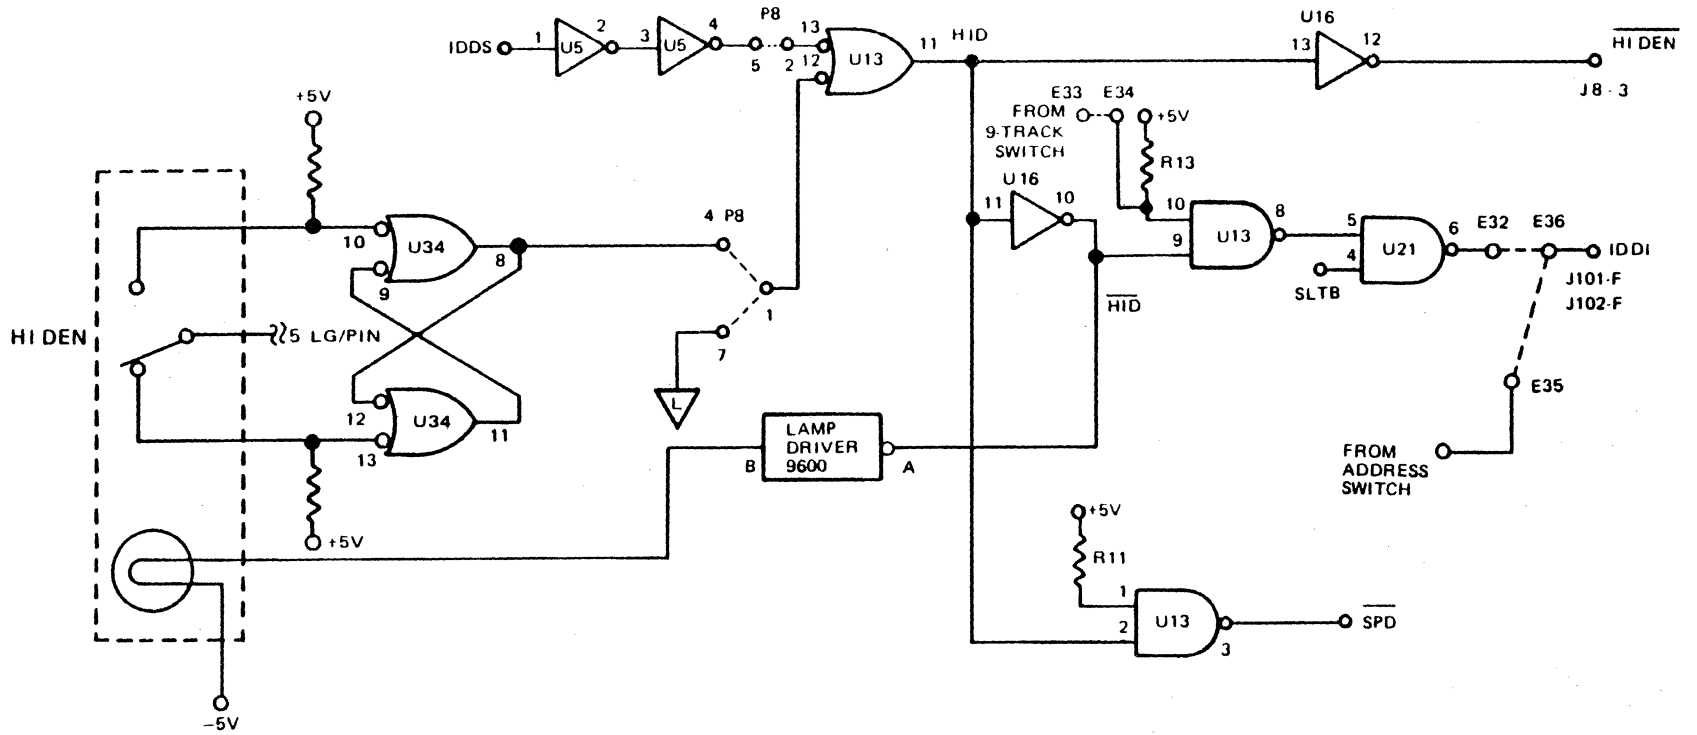 IDDS 1 U5 2 3 U5 4 P8 5 2 13 12 U13 11 HID
U16 13 12 HI DEN
J8-3
+5V
E33 E34
FROM
9-TRACK
SWITCH
+5V
R13
U16
11 10
10
9
U13
8
5
4
U21
6 E32 E36 IDDI
J101-F
J102-F
SLTB
HID
10
9
U34
8
4 P8
1
7
L
HI DEN
5 LG/PIN
12
13
U34
11
+5V
LAMP
DRIVER
9600
B A
E35
FROM
ADDRESS
SWITCH
+5V
R11
1
2
U13
3
SPD
-5V